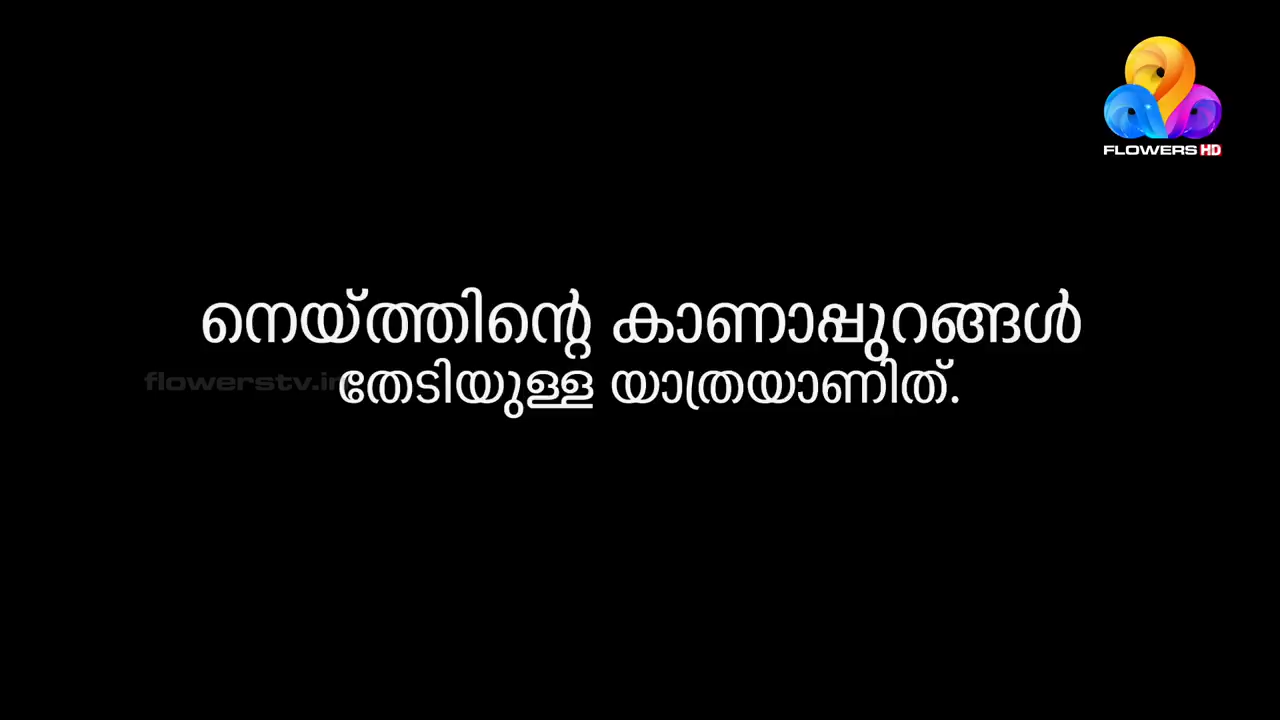 FLOWERS HD
നെയ്ത്തിന്റെ കാണാപ്പുറങ്ങൾ
flowerstv.in
തേടിയുള്ള യാത്രയാണിത്.